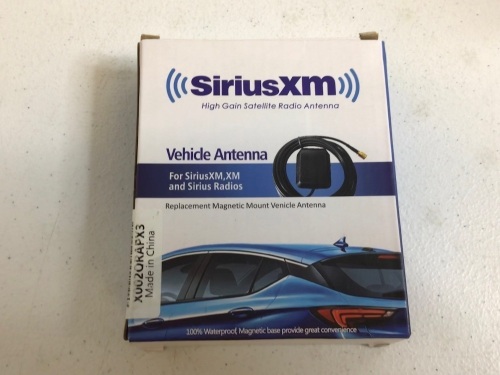 SiriusXM
High Gain Satellite Radio Antenna
Vehicle Antenna
For SiriusXM,XM
and Sirius Radios
Replacement Magnetic Mount Vehicle Antenna
X002QRAPX3
Made in China
100% Waterproof, Magnetic base provide great convenience